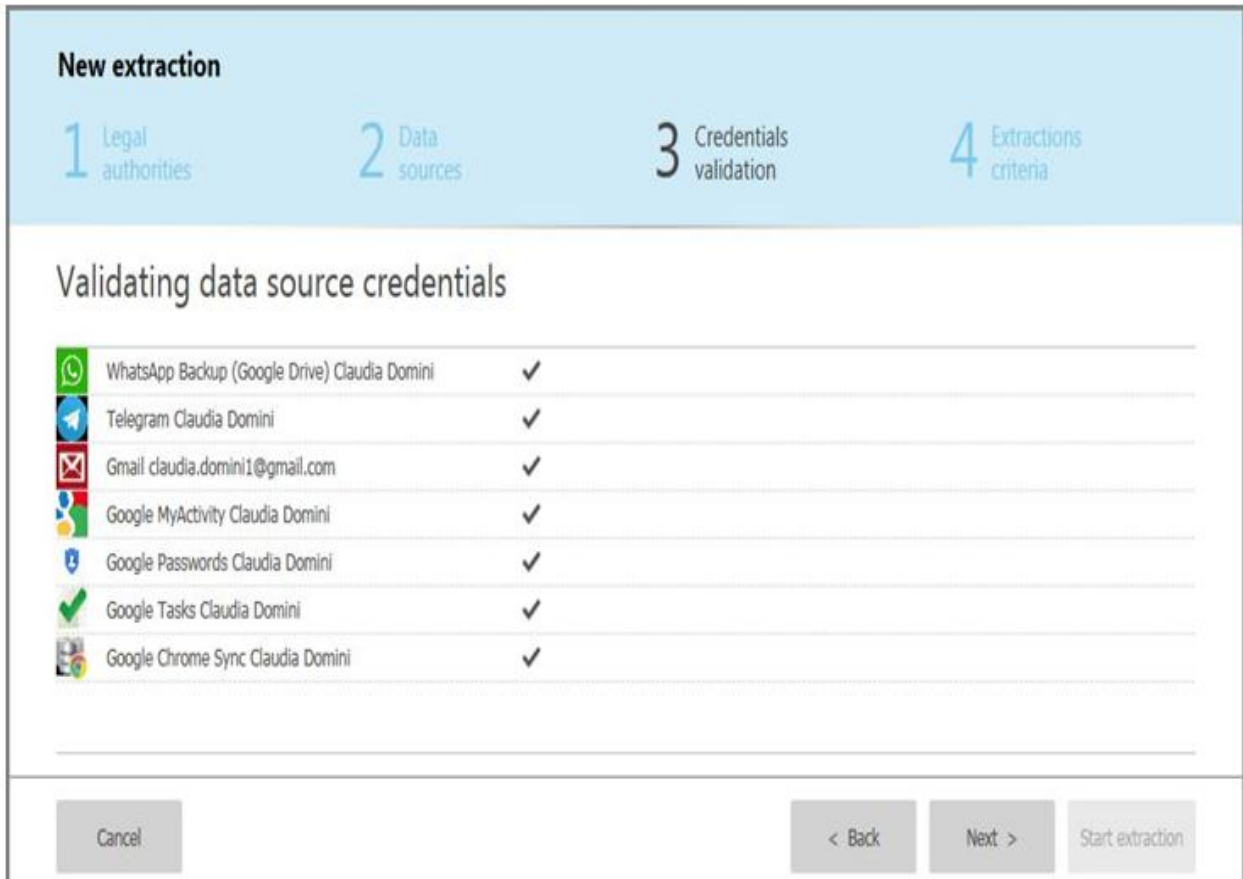 New extraction
1 Legal authorities
2 Data sources
3 Credentials validation
4 Extractions criteria
Validating data source credentials
WhatsApp Backup (Google Drive) Claudia Domini
Telegram Claudia Domini
Gmail claudia.domini1@gmail.com
Google MyActivity Claudia Domini
Google Passwords Claudia Domini
Google Tasks Claudia Domini
Google Chrome Sync Claudia Domini
Cancel
< Back
Next >
Start extraction